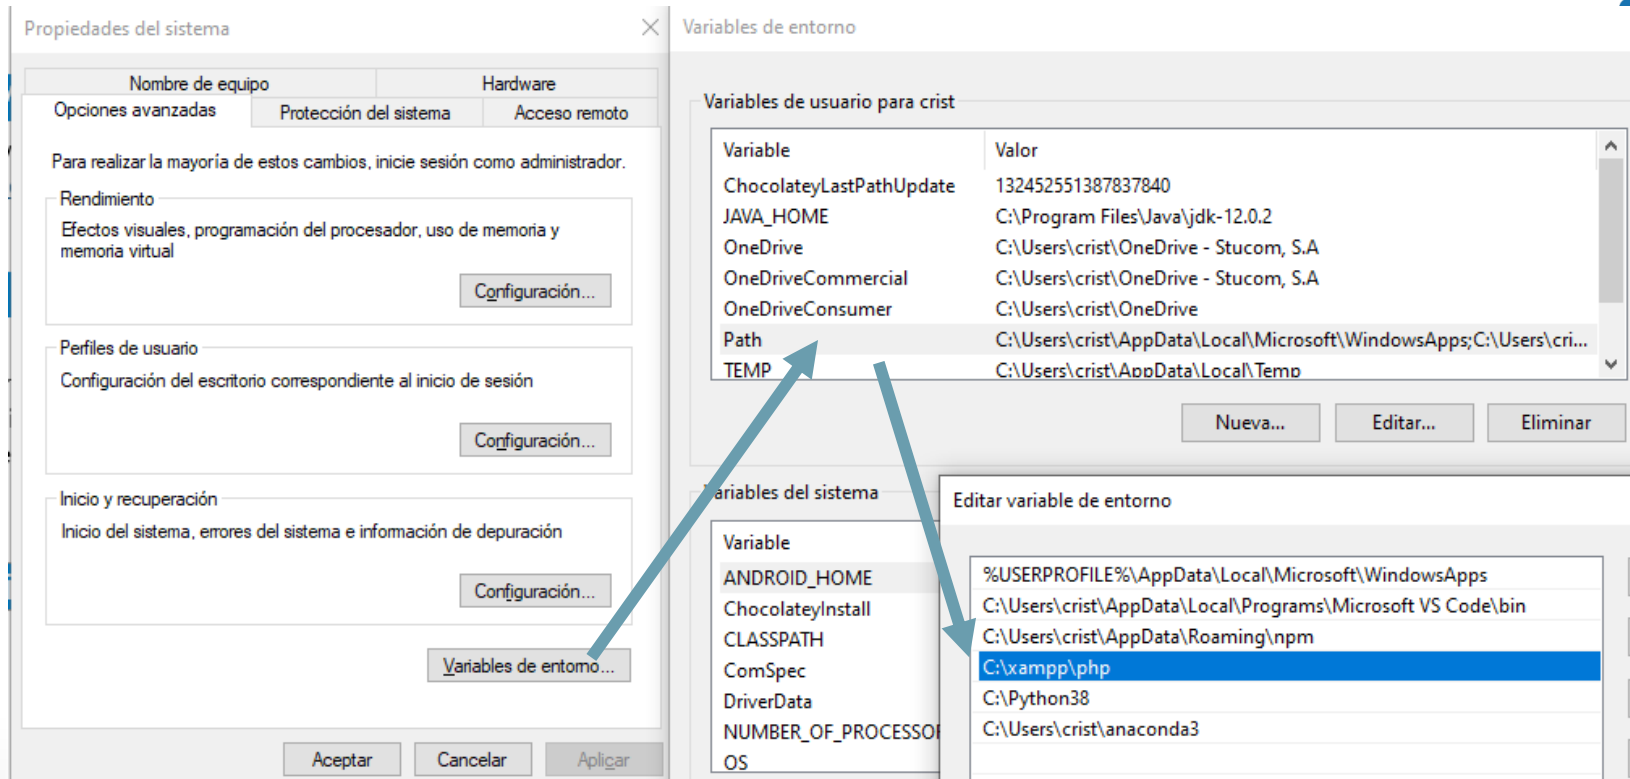 Propiedades del sistema
Nombre de equipo
Hardware
Opciones avanzadas
Protección del sistema
Acceso remoto
Para realizar la mayoría de estos cambios, inicie sesión como administrador.
Rendimiento
Efectos visuales, programación del procesador, uso de memoria y
memoria virtual
Configuración...
Perfiles de usuario
Configuración del escritorio correspondiente al inicio de sesión
Configuración...
Inicio y recuperación
Inicio del sistema, errores del sistema e información de depuración
Configuración...
Variables de entorno...
Aceptar
Cancelar
Aplicar
Variables de entorno
Variables de usuario para crist
Variable Valor
ChocolateyLastPathUpdate 132452551387837840
JAVA_HOME C:\Program Files\Java\jdk-12.0.2
OneDrive C:\Users\crist\OneDrive - Stucom, S.A
OneDriveCommercial C:\Users\crist\OneDrive - Stucom, S.A
OneDriveConsumer C:\Users\crist\OneDrive
Path C:\Users\crist\AppData\Local\Microsoft\WindowsApps;C:\Users\cri...
TEMP C:\Users\crist\AppData\Local\Temp
Nueva...
Editar...
Eliminar
Variables del sistema
Variable
ANDROID_HOME
ChocolateyInstall
CLASSPATH
ComSpec
DriverData
NUMBER_OF_PROCESSOR
OS
Editar variable de entorno
%USERPROFILE%\AppData\Local\Microsoft\WindowsApps
C:\Users\crist\AppData\Local\Programs\Microsoft VS Code\bin
C:\Users\crist\AppData\Roaming\npm
C:\xampp\php
C:\Python38
C:\Users\crist\anaconda3